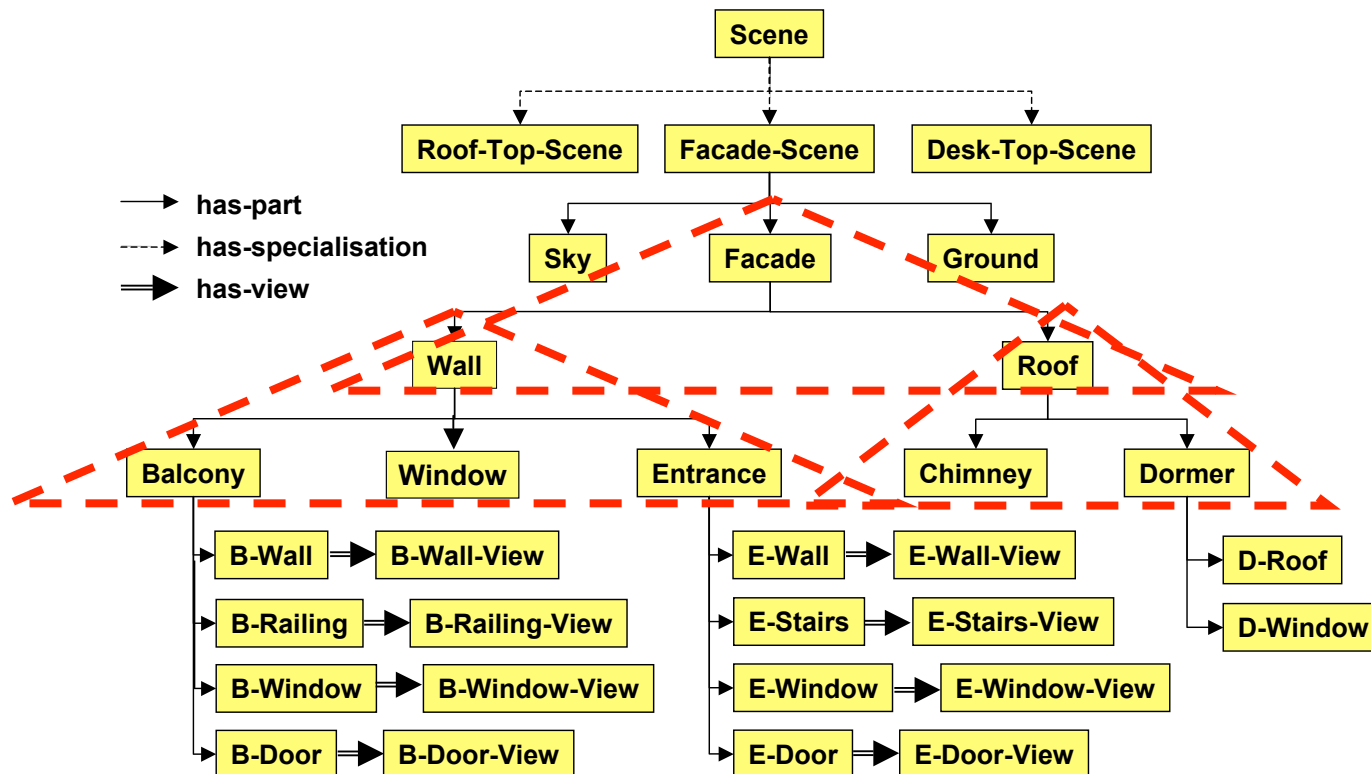 Scene
Roof-Top-Scene
Facade-Scene
Desk-Top-Scene
has-part
has-specialisation
has-view
Sky
Facade
Ground
Wall
Roof
Balcony
Window
Entrance
Chimney
Dormer
B-Wall
B-Wall-View
E-Wall
E-Wall-View
D-Roof
B-Railing
B-Railing-View
E-Stairs
E-Stairs-View
D-Window
B-Window
B-Window-View
E-Window
E-Window-View
B-Door
B-Door-View
E-Door
E-Door-View